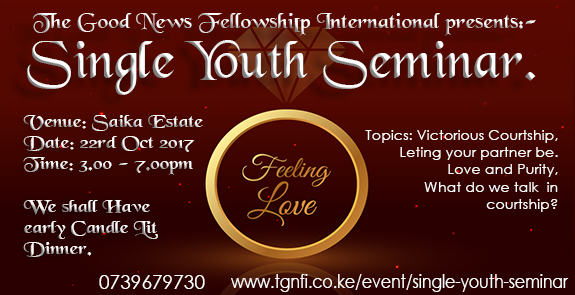 The Good News Fellowship International presents:-
Single Youth Seminar.
Venue: Saika Estate
Date: 22rd Oct 2017
Time: 3.00 - 7.00pm
We shall Have
early Candle Lit
Dinner.
Feeling
Love
Topics: Victorious Courtship,
Leting your partner be.
Love and Purity,
What do we talk in
courtship?
0739679730
www.tgnfi.co.ke/event/single-youth-seminar